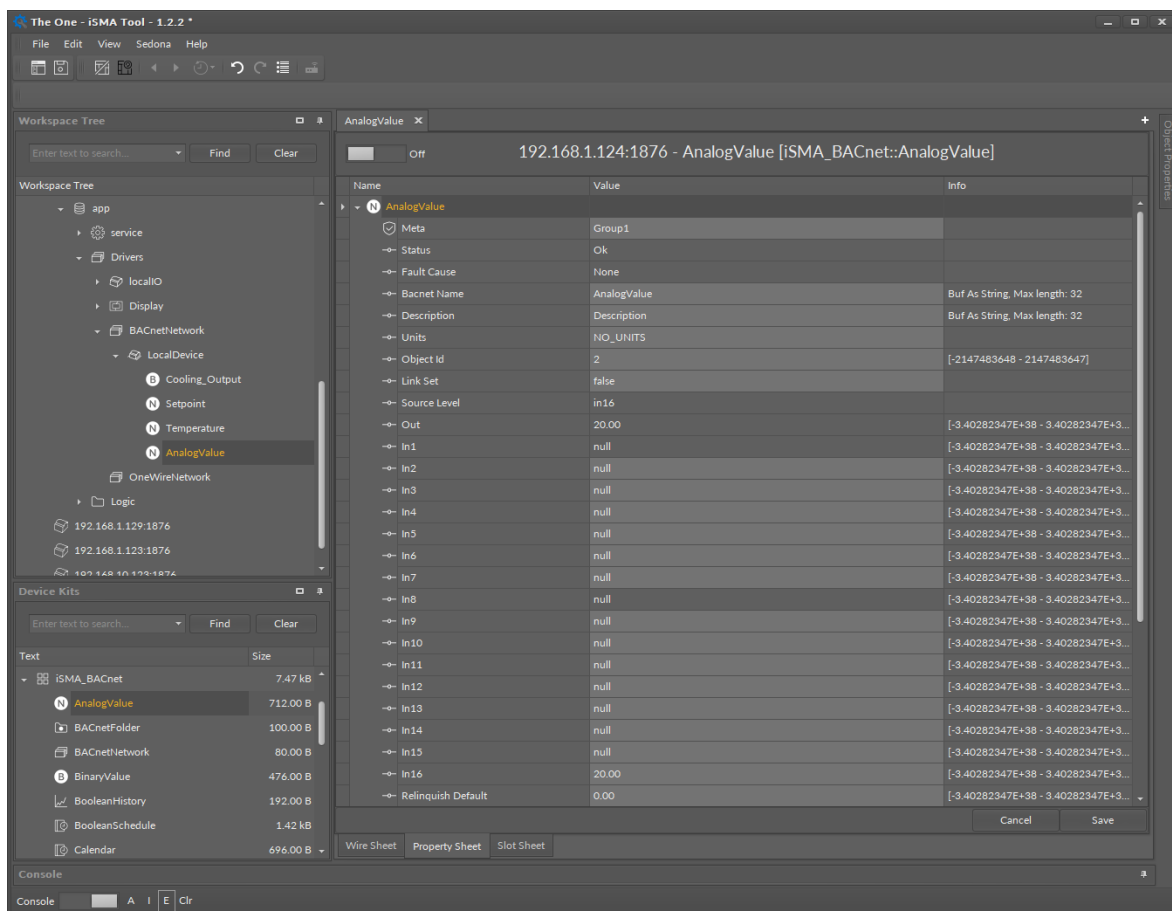 The One - iSMA Tool - 1.2.2 *
File Edit View Sedona Help
Workspace Tree
Enter text to search... Find Clear
Workspace Tree
app
service
Drivers
localIO
Display
BACnetNetwork
LocalDevice
B Cooling_Output
N Setpoint
N Temperature
N AnalogValue
OneWireNetwork
Logic
192.168.1.129:1876
192.168.1.123:1876
192.168.10.123:1876
Device Kits
Enter text to search... Find Clear
Text Size
iSMA_BACnet 7.47 kB
N AnalogValue 712.00 B
BACnetFolder 100.00 B
BACnetNetwork 80.00 B
B BinaryValue 476.00 B
BooleanHistory 192.00 B
BooleanSchedule 1.42 kB
Calendar 696.00 B
AnalogValue
Off 192.168.1.124:1876 - AnalogValue [iSMA_BACnet::AnalogValue]
Name Value Info
N AnalogValue
Meta Group1
Status Ok
Fault Cause None
Bacnet Name AnalogValue Buf As String, Max length: 32
Description Description Buf As String, Max length: 32
Units NO_UNITS
Object Id 2 [-2147483648 - 2147483647]
Link Set false
Source Level in16
Out 20.00 [-3.40282347E+38 - 3.40282347E+3...
In1 null [-3.40282347E+38 - 3.40282347E+3...
In2 null [-3.40282347E+38 - 3.40282347E+3...
In3 null [-3.40282347E+38 - 3.40282347E+3...
In4 null [-3.40282347E+38 - 3.40282347E+3...
In5 null [-3.40282347E+38 - 3.40282347E+3...
In6 null [-3.40282347E+38 - 3.40282347E+3...
In7 null [-3.40282347E+38 - 3.40282347E+3...
In8 null [-3.40282347E+38 - 3.40282347E+3...
In9 null [-3.40282347E+38 - 3.40282347E+3...
In10 null [-3.40282347E+38 - 3.40282347E+3...
In11 null [-3.40282347E+38 - 3.40282347E+3...
In12 null [-3.40282347E+38 - 3.40282347E+3...
In13 null [-3.40282347E+38 - 3.40282347E+3...
In14 null [-3.40282347E+38 - 3.40282347E+3...
In15 null [-3.40282347E+38 - 3.40282347E+3...
In16 20.00 [-3.40282347E+38 - 3.40282347E+3...
Relinquish Default 0.00 [-3.40282347E+38 - 3.40282347E+3...
Cancel Save
Wire Sheet Property Sheet Slot Sheet
Object Properties
Console
Console A I E Clr